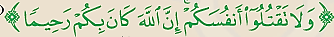 ﴿وَلَا نَقْتُلُوٓا۟ أَنفُسَكُمْ ۚ إِنَّ ٱللَّهَ كَانَ بِكُمْ رَحِيمًا﴾